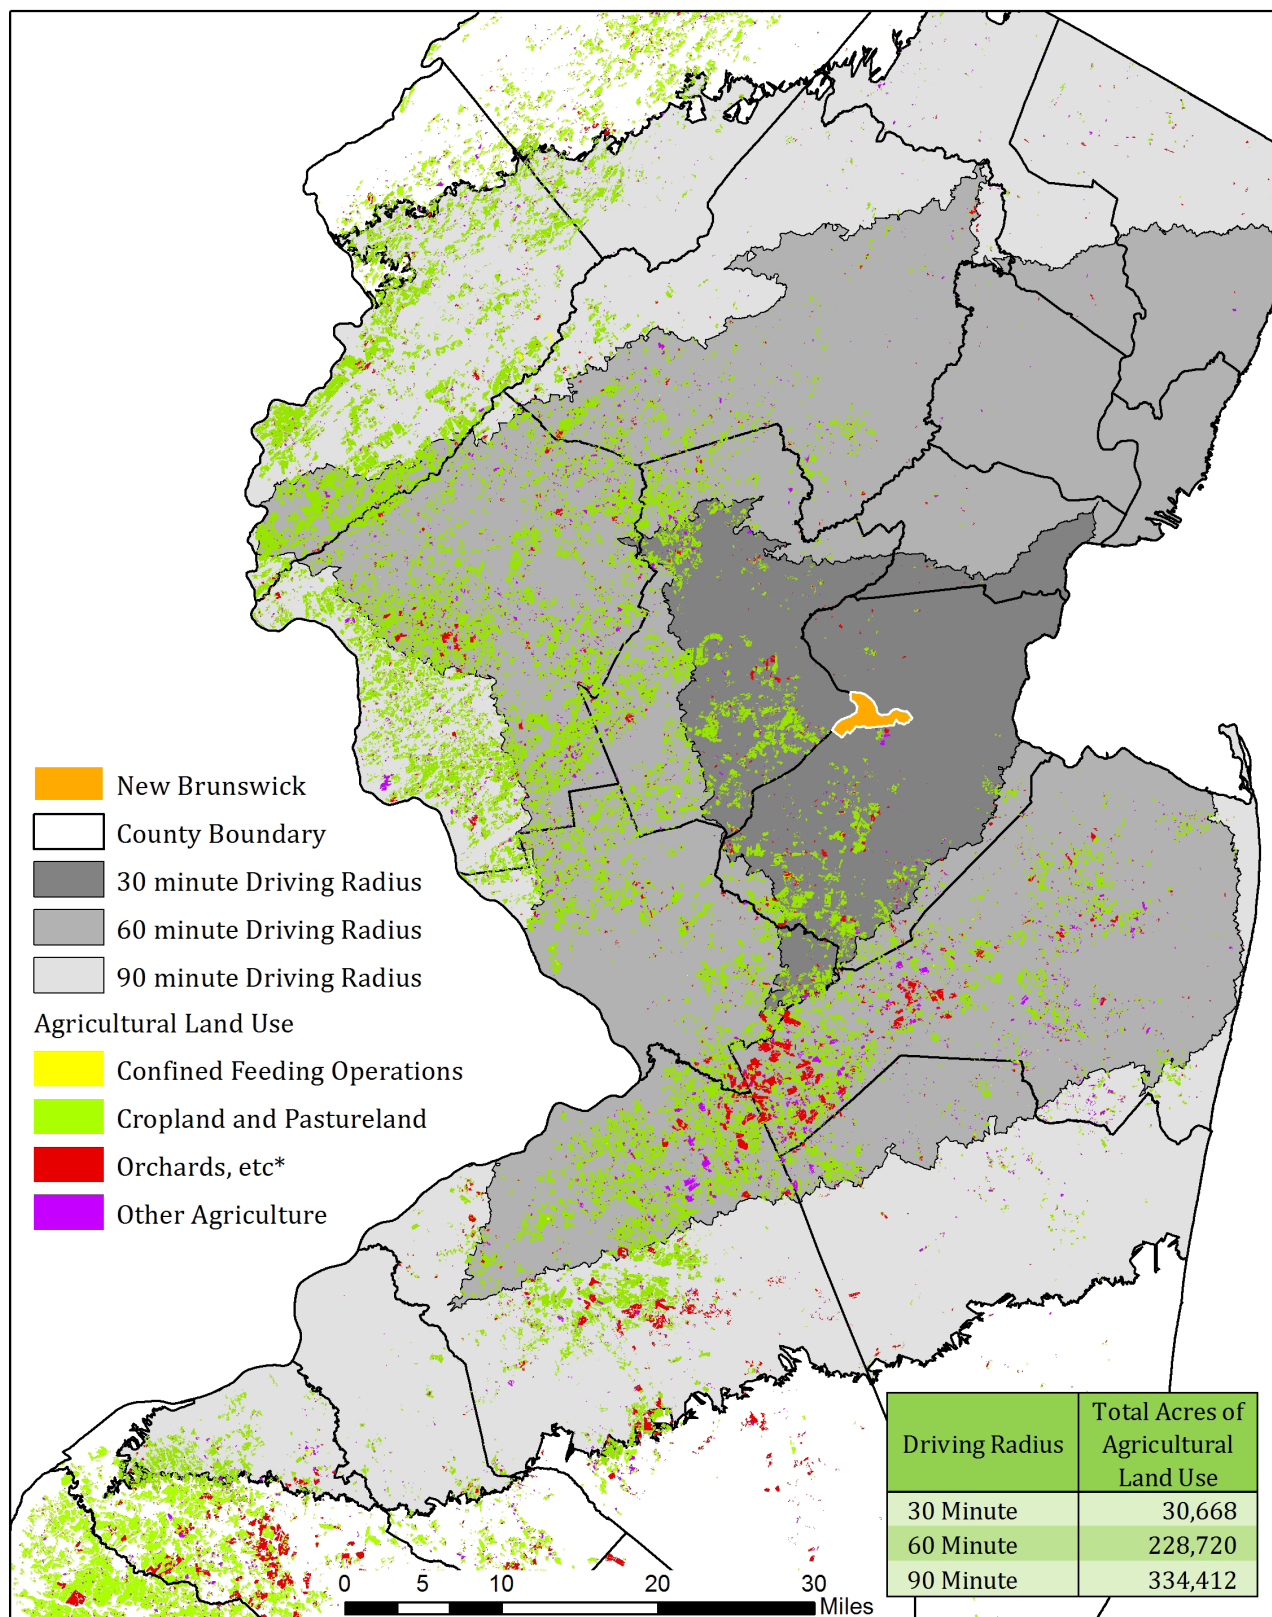 New Brunswick
County Boundary
30 minute Driving Radius
60 minute Driving Radius
90 minute Driving Radius
Agricultural Land Use
Confined Feeding Operations
Cropland and Pastureland
Orchards, etc*
Other Agriculture
Driving Radius
Total Acres of
Agricultural
Land Use
30 Minute 30,668
60 Minute 228,720
90 Minute 334,412
0 5 10 20 30
Miles